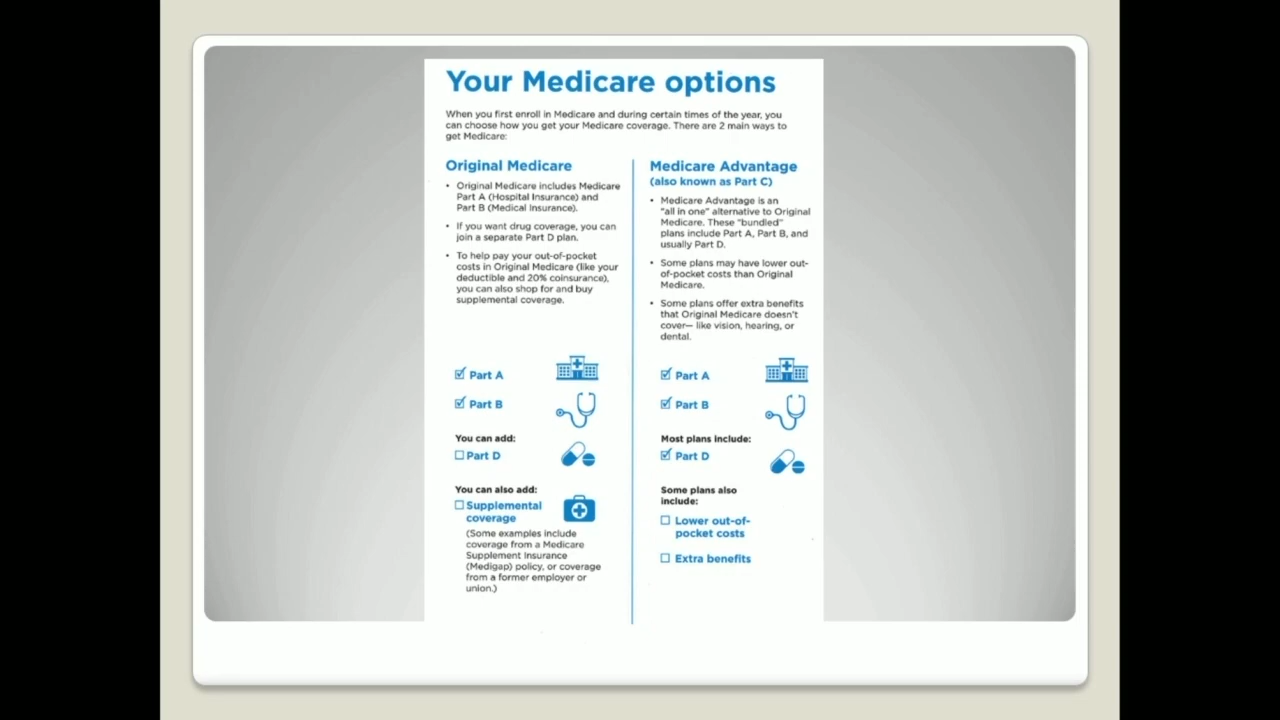 Your Medicare options
When you first enroll in Medicare and during certain times of the year, you
can choose how you get your Medicare coverage. There are 2 main ways to
get Medicare:
Original Medicare
• Original Medicare includes Medicare
Part A (Hospital Insurance) and
Part B (Medical Insurance).
• If you want drug coverage, you can
join a separate Part D plan.
• To help pay your out-of-pocket
costs in Original Medicare (like your
deductible and 20% coinsurance),
you can also shop for and buy
supplemental coverage.
Part A
Part B
You can add:
Part D
You can also add:
Supplemental
coverage
(Some examples include
coverage from a Medicare
Supplement Insurance
(Medigap) policy, or coverage
from a former employer or
union.)
Medicare Advantage
(also known as Part C)
• Medicare Advantage is an
“all in one” alternative to Original
Medicare. These “bundled”
plans include Part A, Part B, and
usually Part D.
• Some plans may have lower out-
of-pocket costs than Original
Medicare.
• Some plans offer extra benefits
that Original Medicare doesn’t
cover— like vision, hearing, or
dental.
Part A
Part B
Most plans include:
Part D
Some plans also
include:
Lower out-of-
pocket costs
Extra benefits